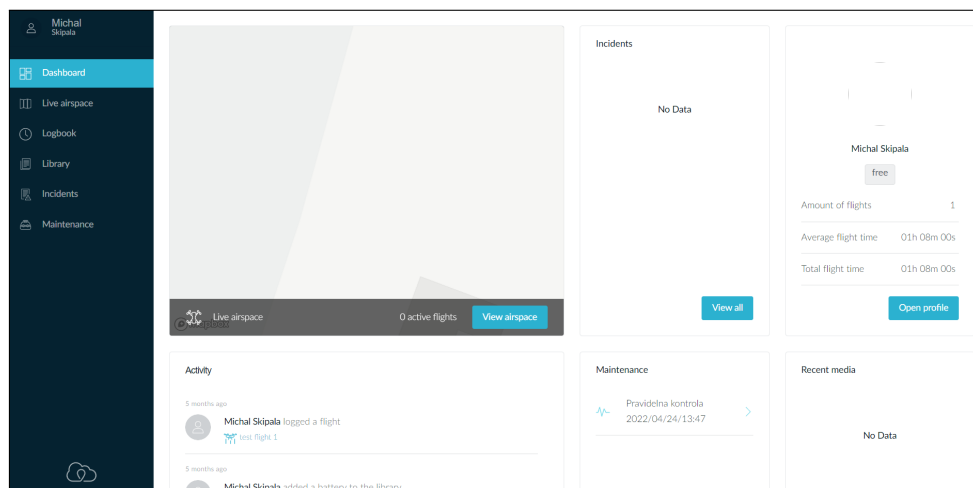 Michal
Skipala
Dashboard
Live airspace
Logbook
Library
Incidents
Maintenance
Live airspace
0 active flights
View airspace
Incidents
No Data
View all
Michal Skipala
free
Amount of flights 1
Average flight time 01h 08m 00s
Total flight time 01h 08m 00s
Open profile
Activity
5 months ago
Michal Skipala logged a flight
test flight 1
5 months ago
Michal Skipala added a battery to the library
Maintenance
Pravidelna kontrola
2022/04/24/13:47
Recent media
No Data